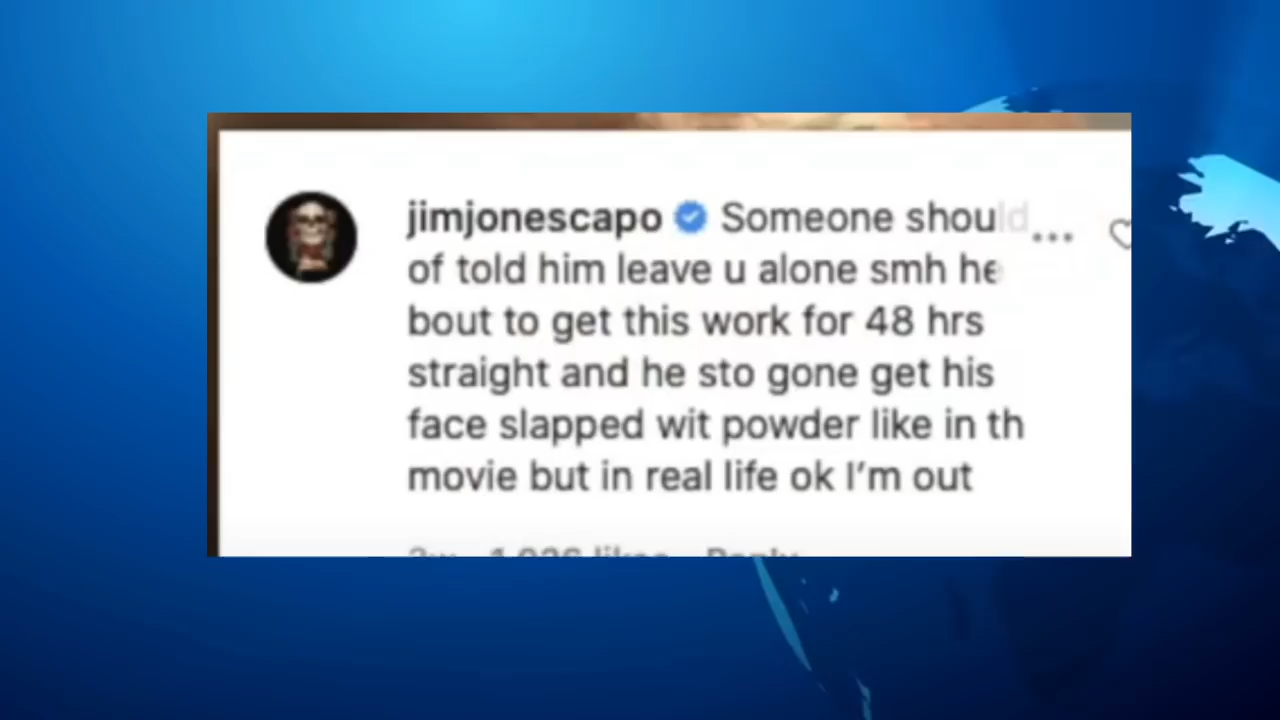 jimjonescapo Someone should
of told him leave u alone smh he
bout to get this work for 48 hrs
straight and he sto gone get his
face slapped wit powder like in th
movie but in real life ok I’m out